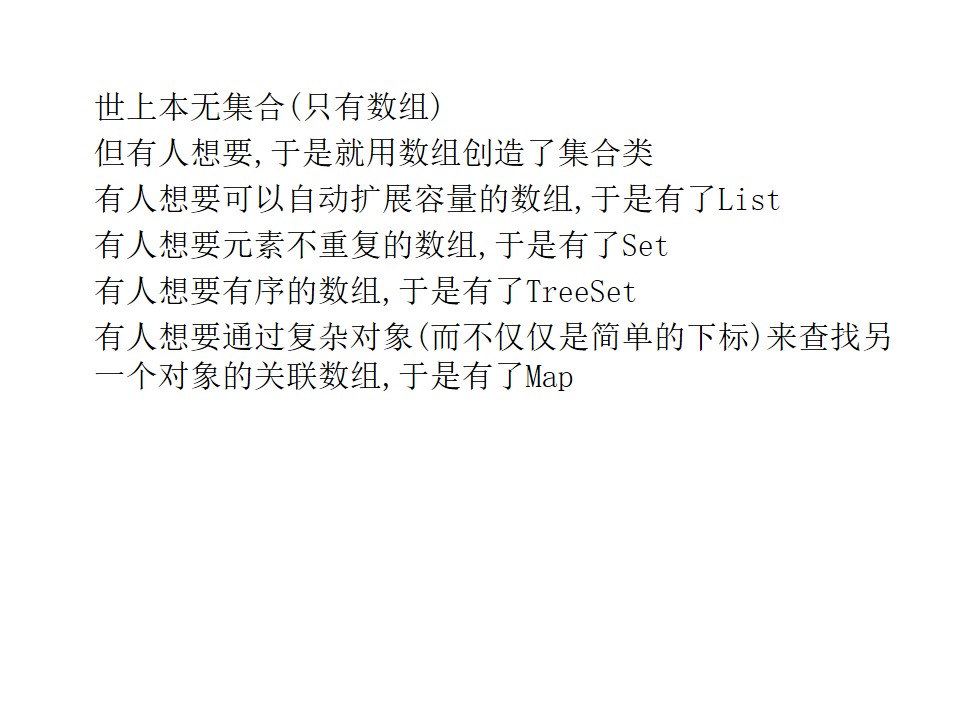 世上本无集合(只有数组)
但有人想要,于是就用数组创造了集合类
有人想要可以自动扩展容量的数组,于是有了List
有人想要元素不重复的数组,于是有了Set
有人想要有序的数组,于是有了TreeSet
有人想要通过复杂对象(而不仅仅是简单的下标)来查找另
一个对象的关联数组,于是有了Map